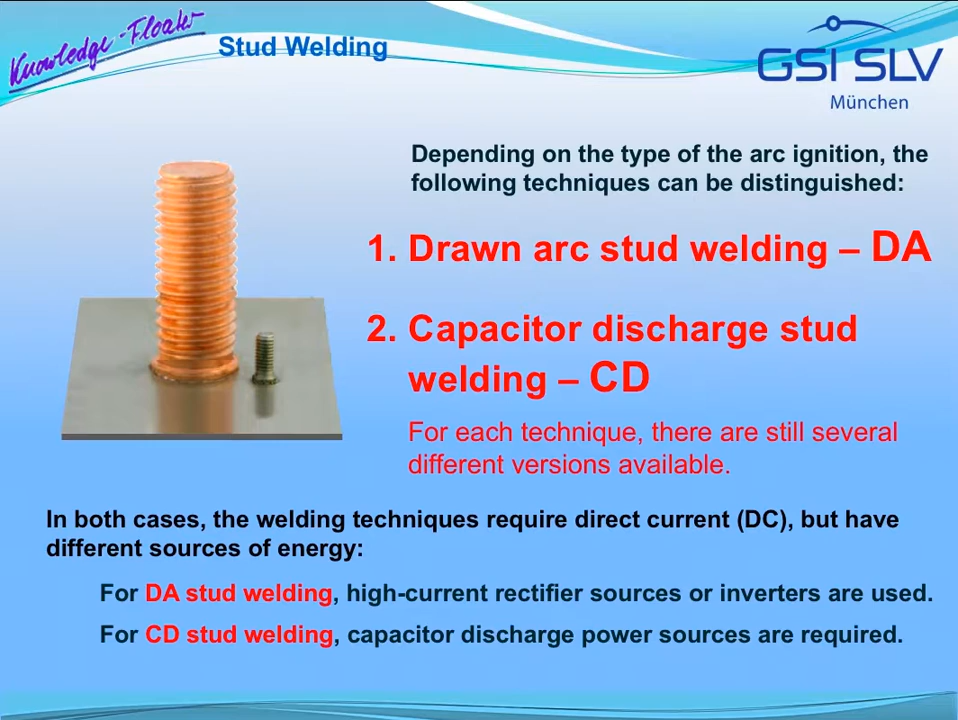 Knowledge-Floater
Stud Welding
GSI SLV
München
Depending on the type of the arc ignition, the
following techniques can be distinguished:
1. Drawn arc stud welding – DA
2. Capacitor discharge stud
welding – CD
For each technique, there are still several
different versions available.
In both cases, the welding techniques require direct current (DC), but have
different sources of energy:
For DA stud welding, high-current rectifier sources or inverters are used.
For CD stud welding, capacitor discharge power sources are required.